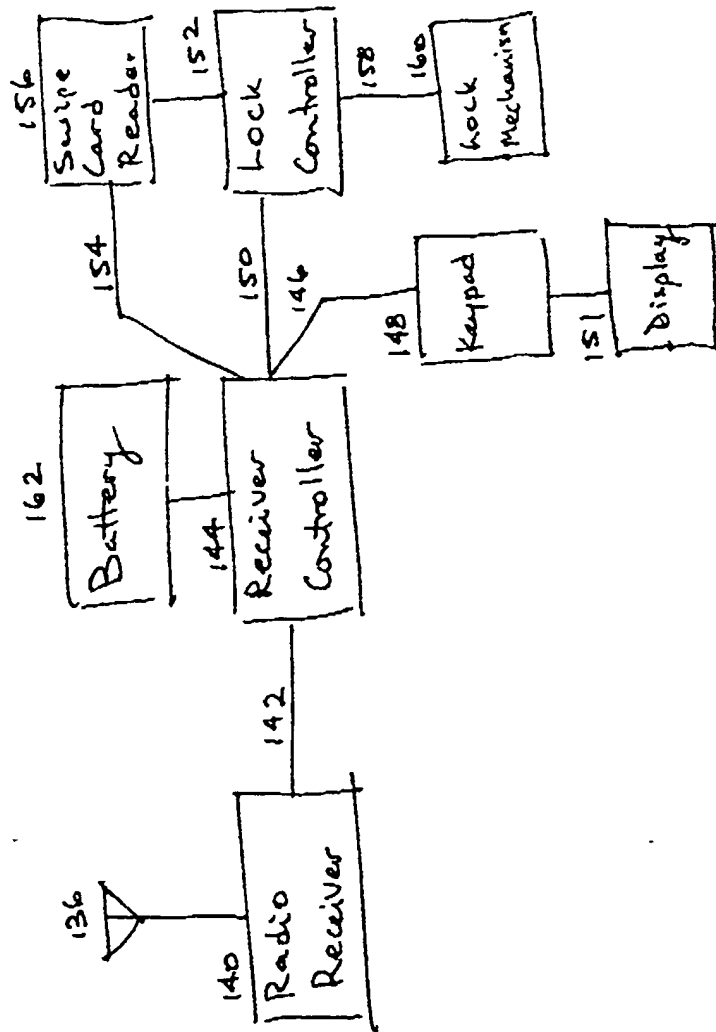 136
140
Radio
Receiver
142
162
Battery
144
Receiver
Controller
154
150
146
156
Swipe
Card
Reader
152
Lock
Controller
158
160
Lock
Mechanism
148
Keypad
151
Display